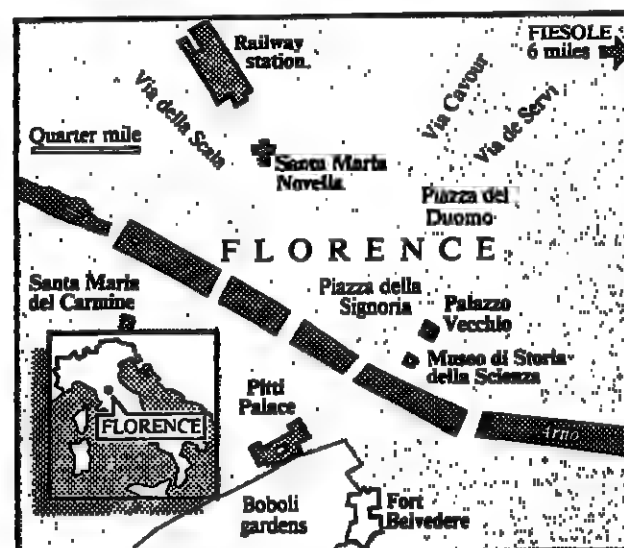 Railway
station
FIESOLE
6 miles
Via della Scala
Via Cavour
Via de Servi
Quarter mile
Santa Maria
Novella
Piazza del
Duomo
FLORENCE
Santa Maria
del Carmine
Piazza della
Signoria
Palazzo
Vecchio
Museo di Storia
della Scienza
Pitti
Palace
FLORENCE
Arno
Boboli
gardens
Fort
Belvedere